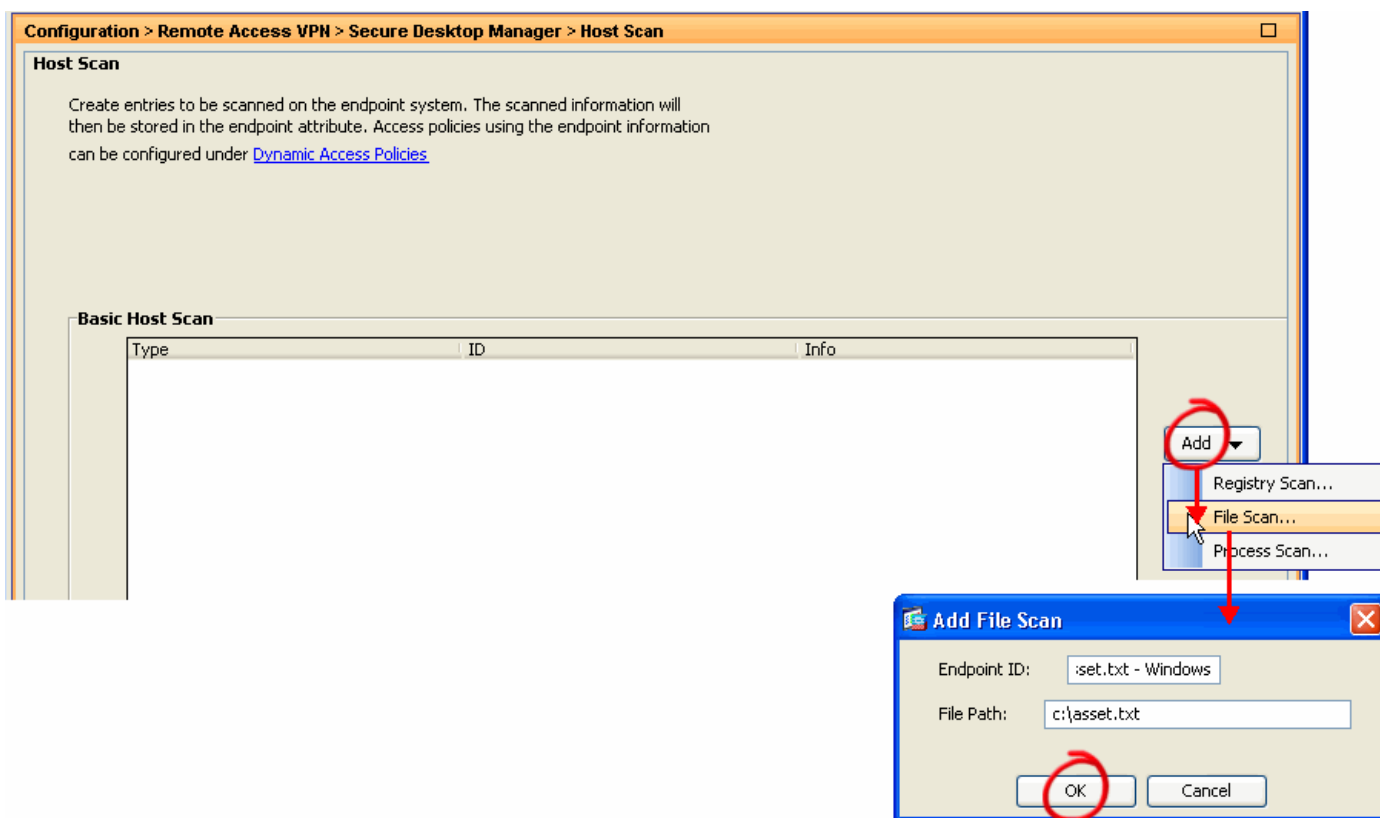 Configuration > Remote Access VPN > Secure Desktop Manager > Host Scan
Host Scan
Create entries to be scanned on the endpoint system. The scanned information will
then be stored in the endpoint attribute. Access policies using the endpoint information
can be configured under Dynamic Access Policies
Basic Host Scan
Type ID Info
Add
Registry Scan...
File Scan...
Process Scan...
Add File Scan
Endpoint ID: set.txt - Windows
File Path: c:\asset.txt
OK Cancel